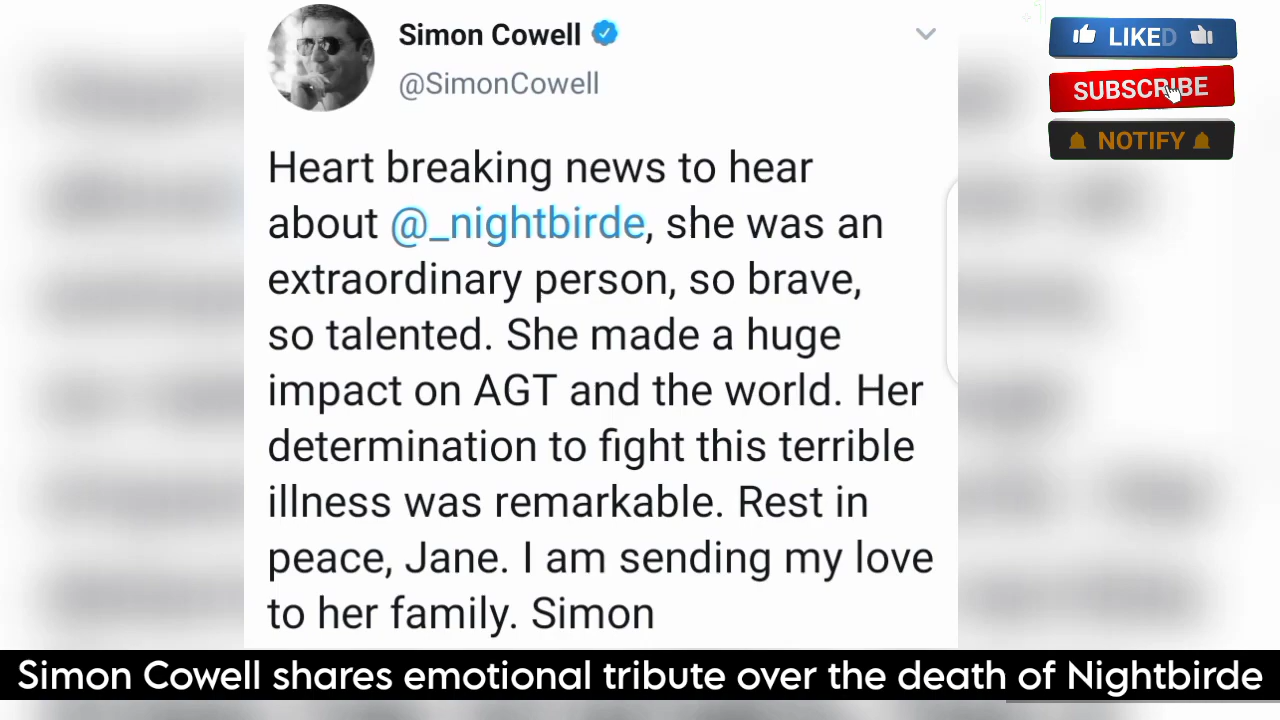 Simon Cowell
@SimonCowell
Heart breaking news to hear
about @_nightbirde, she was an
extraordinary person, so brave,
so talented. She made a huge
impact on AGT and the world. Her
determination to fight this terrible
illness was remarkable. Rest in
peace, Jane. I am sending my love
to her family. Simon
LIKED
SUBSCRIBE
NOTIFY
Simon Cowell shares emotional tribute over the death of Nightbirde